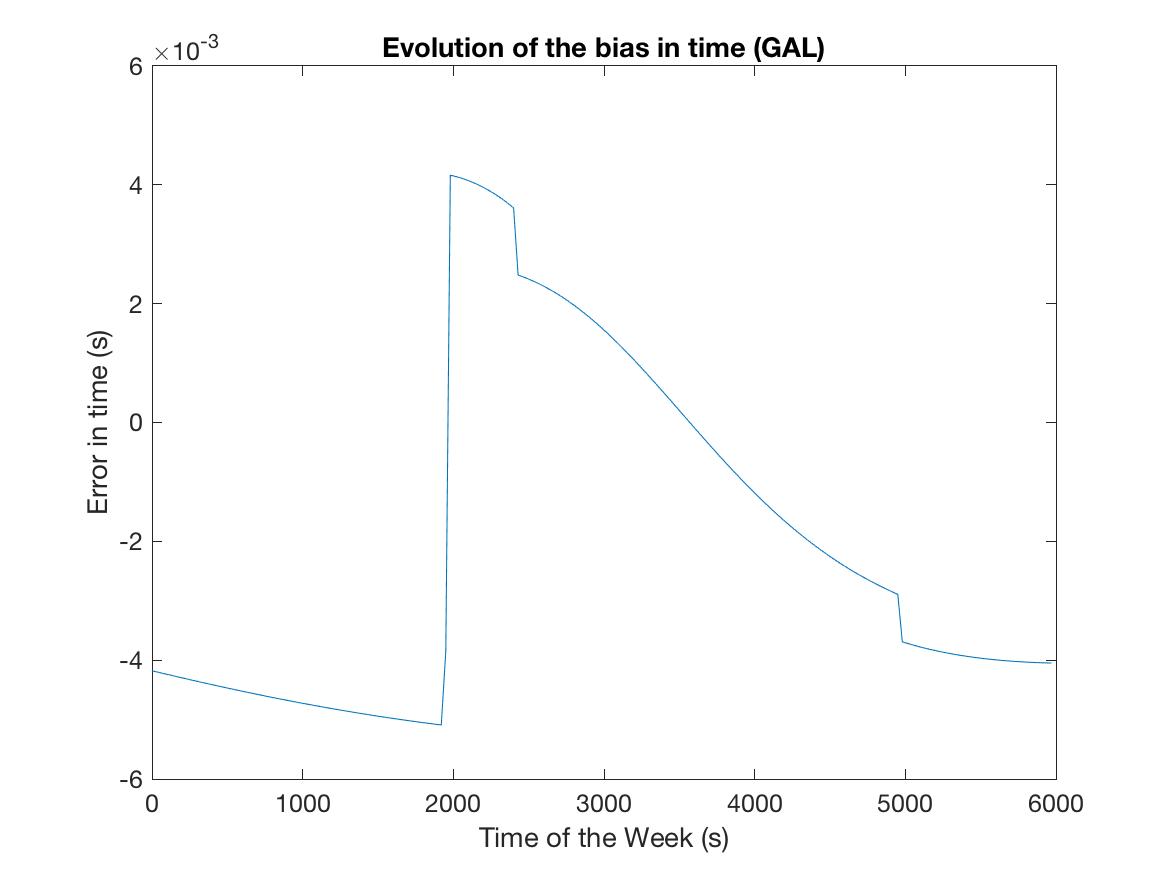 Evolution of the bias in time (GAL)
×10-3
6
4
2
0
-2
-4
-6
Error in time (s)
0 1000 2000 3000 4000 5000 6000
Time of the Week (s)